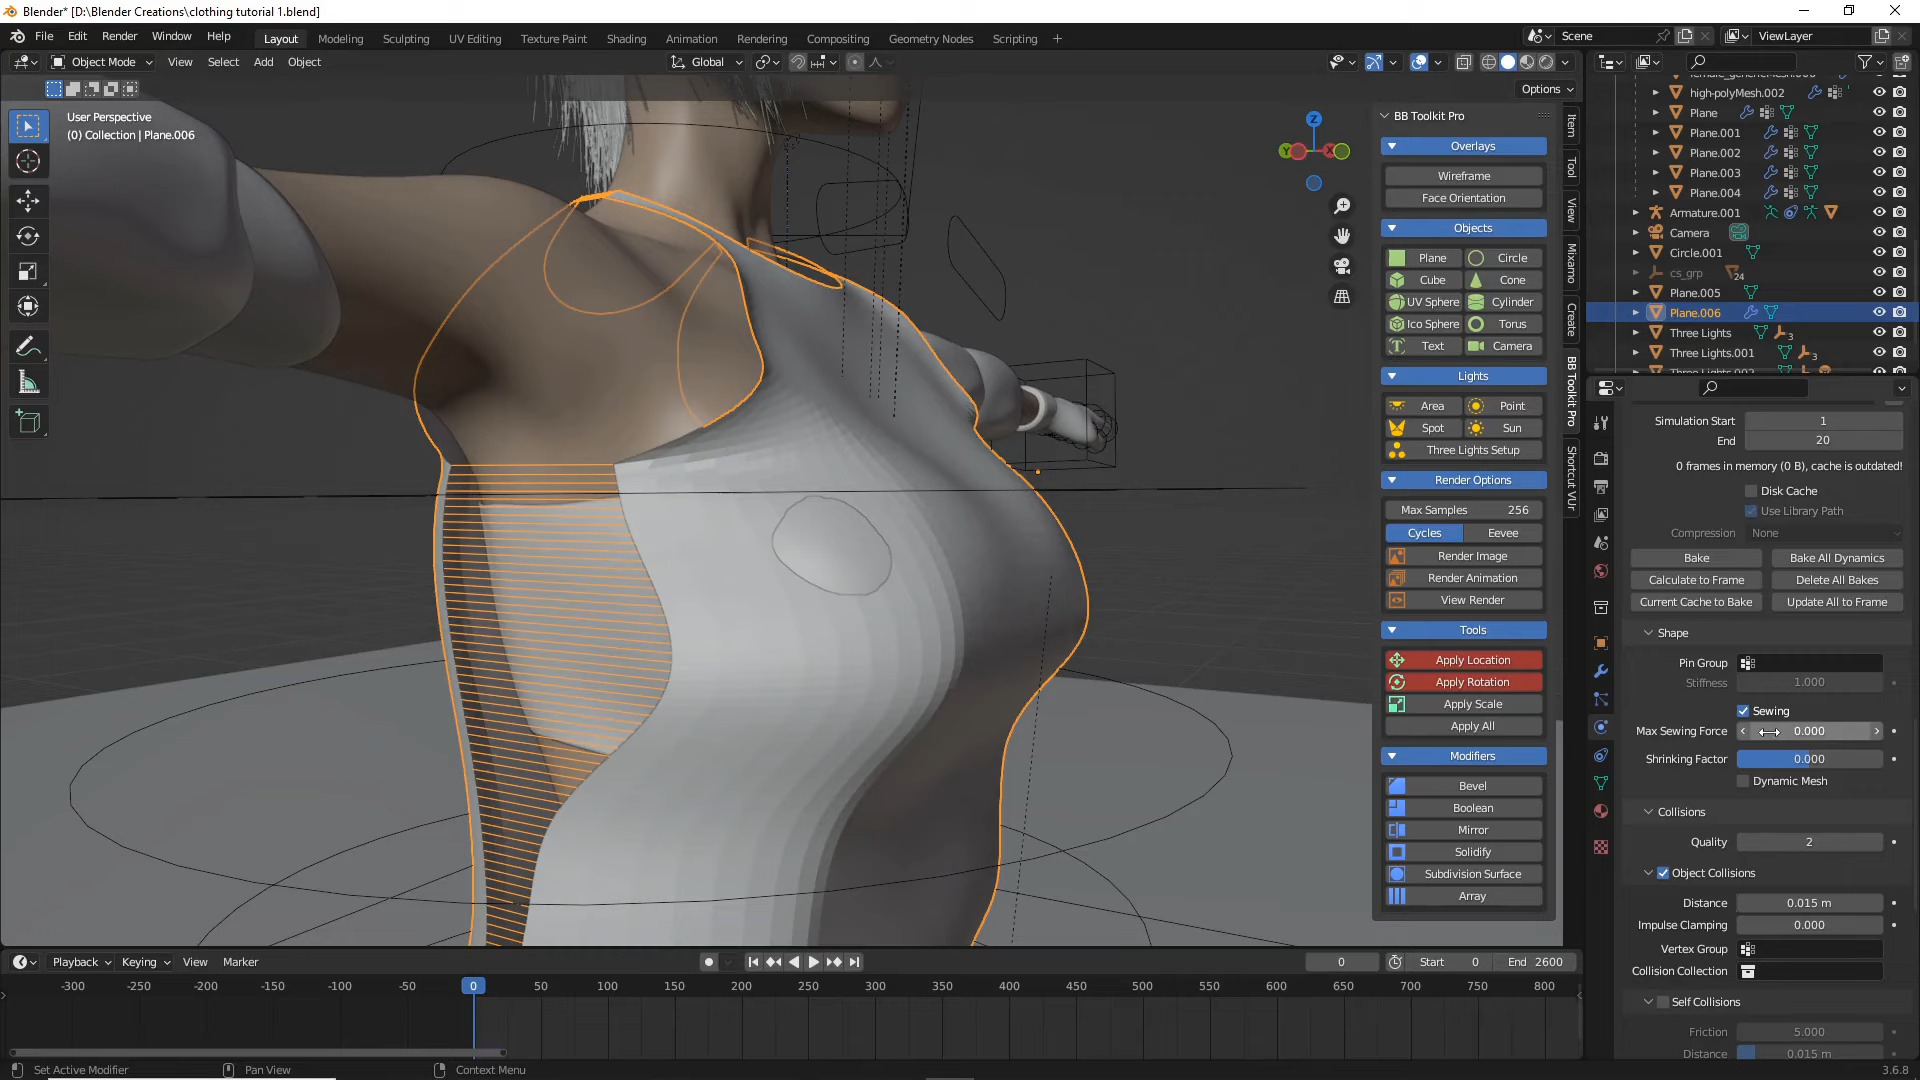 Blender* [D:\Blender Creations\clothing tutorial 1.blend]
File Edit Render Window Help Layout Modeling Sculpting UV Editing Texture Paint Shading Animation Rendering Compositing Geometry Nodes Scripting + Scene ViewLayer
Object Mode View Select Add Object Global
Options
User Perspective
(0) Collection | Plane.006
Z
Y
X
BB Toolkit Pro
Overlays
Wireframe
Face Orientation
Objects
Plane Circle
Cube Cone
UV Sphere Cylinder
Ico Sphere Torus
Text Camera
Lights
Area Point
Spot Sun
Three Lights Setup
Render Options
Max Samples 256
Cycles Eevee
Render Image
Render Animation
View Render
Tools
Apply Location
Apply Rotation
Apply Scale
Apply All
Modifiers
Bevel
Boolean
Mirror
Solidify
Subdivision Surface
Array
Item
Tool
View
Mixamo
Create
BB Toolkit Pro
Shortcut VUr
high-polyMesh.002
Plane
Plane.001
Plane.002
Plane.003
Plane.004
Armature.001
Camera
Circle.001
cs_grp 24
Plane.005
Plane.006
Three Lights 3
Three Lights.001 3
Simulation Start 1
End 20
0 frames in memory (0 B), cache is outdated!
Disk Cache
Use Library Path
Compression None
Bake Bake All Dynamics
Calculate to Frame Delete All Bakes
Current Cache to Bake Update All to Frame
Shape
Pin Group
Stiffness 1.000
Sewing
Max Sewing Force 0.000
Shrinking Factor 0.000
Dynamic Mesh
Collisions
Quality 2
Object Collisions
Distance 0.015 m
Impulse Clamping 0.000
Vertex Group
Collision Collection
Self Collisions
Friction 5.000
Distance 0.015 m
Playback Keying View Marker 0 Start 0 End 2600
-300 -250 -200 -150 -100 -50 0 50 100 150 200 250 300 350 400 450 500 550 600 650 700 750 800
Set Active Modifier Pan View Context Menu 3.6.8